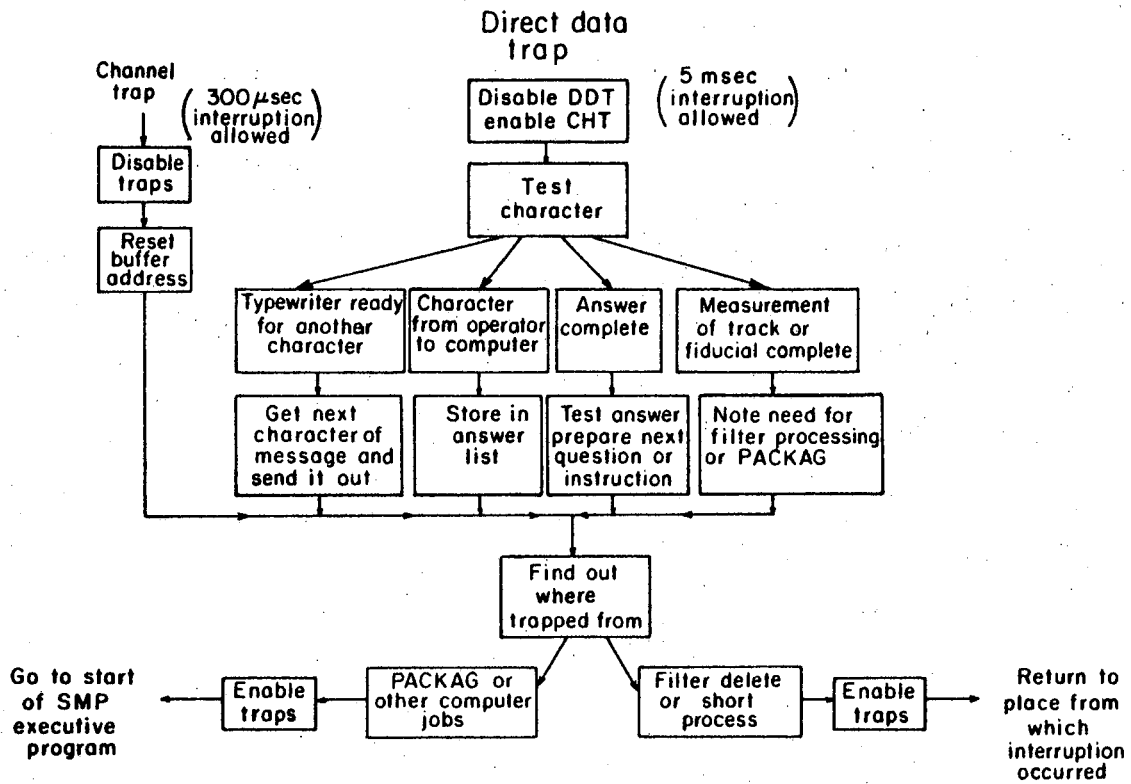 Direct data
trap
Channel
trap
(300 μsec
interruption
allowed)
Disable
traps
Reset
buffer
address
Disable DDT
enable CHT
(5 msec
interruption
allowed)
Test
character
Typewriter ready
for another
character
Character
from operator
to computer
Answer
complete
Measurement
of track or
fiducial complete
Get next
character of
message and
send it out
Store in
answer
list
Test answer
prepare next
question or
instruction
Note need for
filter processing
or PACKAG
Find out
where
trapped from
Go to start
of SMP
executive
program
Enable
traps
PACKAG or
other computer
jobs
Filter delete
or short
process
Enable
traps
Return to
place from
which
interruption
occurred